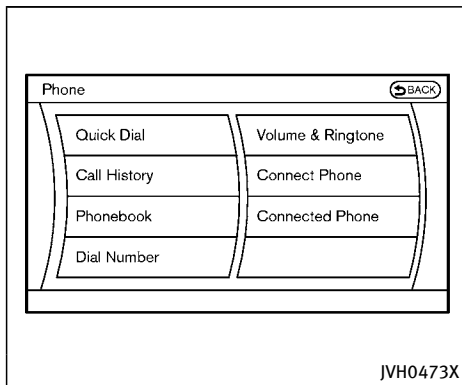 Phone
BACK
Quick Dial
Volume & Ringtone
Call History
Connect Phone
Phonebook
Connected Phone
Dial Number
JVH0473X